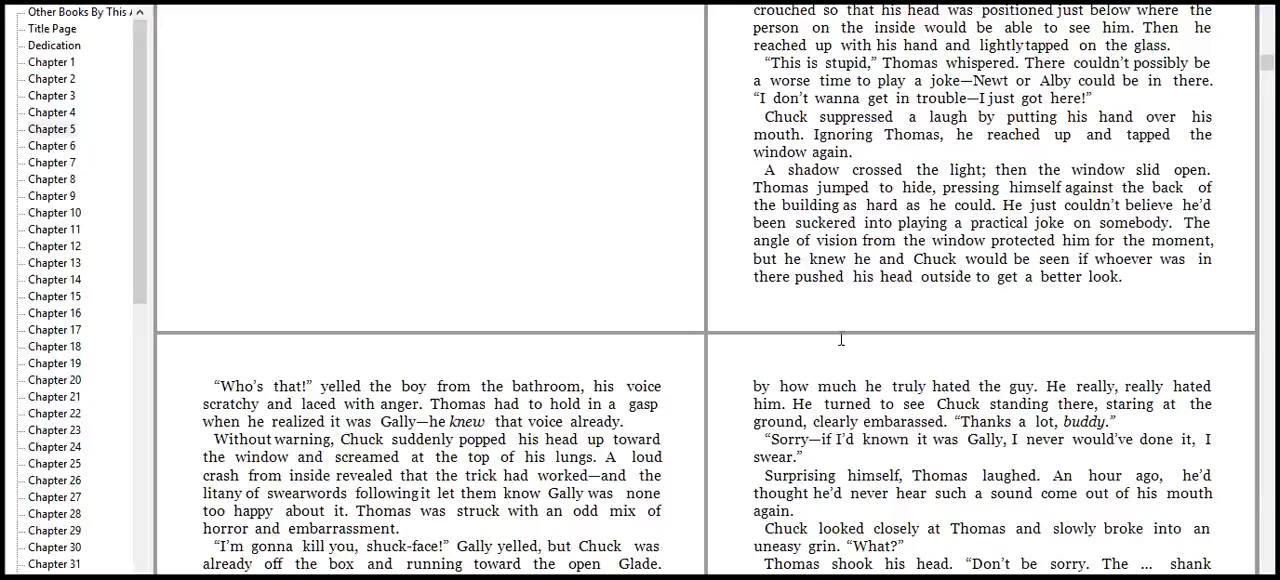 Other Books By This A
Title Page
Dedication
Chapter 1
Chapter 2
Chapter 3
Chapter 4
Chapter 5
Chapter 6
Chapter 7
Chapter 8
Chapter 9
Chapter 10
Chapter 11
Chapter 12
Chapter 13
Chapter 14
Chapter 15
Chapter 16
Chapter 17
Chapter 18
Chapter 19
Chapter 20
Chapter 21
Chapter 22
Chapter 23
Chapter 24
Chapter 25
Chapter 26
Chapter 27
Chapter 28
Chapter 29
Chapter 30
Chapter 31
crouched so that his head was positioned just below where the
person on the inside would be able to see him. Then he
reached up with his hand and lightly tapped on the glass.
“This is stupid,” Thomas whispered. There couldn’t possibly be
a worse time to play a joke—Newt or Alby could be in there.
“I don’t wanna get in trouble—I just got here!”
Chuck suppressed a laugh by putting his hand over his
mouth. Ignoring Thomas, he reached up and tapped the
window again.
A shadow crossed the light; then the window slid open.
Thomas jumped to hide, pressing himself against the back of
the building as hard as he could. He just couldn’t believe he’d
been suckered into playing a practical joke on somebody. The
angle of vision from the window protected him for the moment,
but he knew he and Chuck would be seen if whoever was in
there pushed his head outside to get a better look.
“Who’s that!” yelled the boy from the bathroom, his voice
scratchy and laced with anger. Thomas had to hold in a gasp
when he realized it was Gally—he knew that voice already.
Without warning, Chuck suddenly popped his head up toward
the window and screamed at the top of his lungs. A loud
crash from inside revealed that the trick had worked—and the
litany of swearwords following it let them know Gally was none
too happy about it. Thomas was struck with an odd mix of
horror and embarrassment.
“I’m gonna kill you, shuck-face!” Gally yelled, but Chuck was
already off the box and running toward the open Glade.
by how much he truly hated the guy. He really, really hated
him. He turned to see Chuck standing there, staring at the
ground, clearly embarassed. “Thanks a lot, buddy.”
“Sorry—if I’d known it was Gally, I never would’ve done it, I
swear.”
Surprising himself, Thomas laughed. An hour ago, he’d
thought he’d never hear such a sound come out of his mouth
again.
Chuck looked closely at Thomas and slowly broke into an
uneasy grin. “What?”
Thomas shook his head. “Don’t be sorry. The … shank